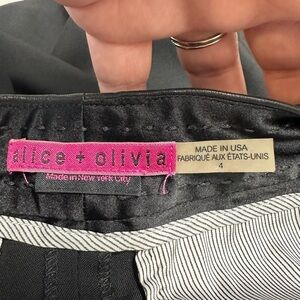 alice + olivia
Made in New York City
MADE IN USA
FABRIQUÉ AUX ÉTATS-UNIS
4